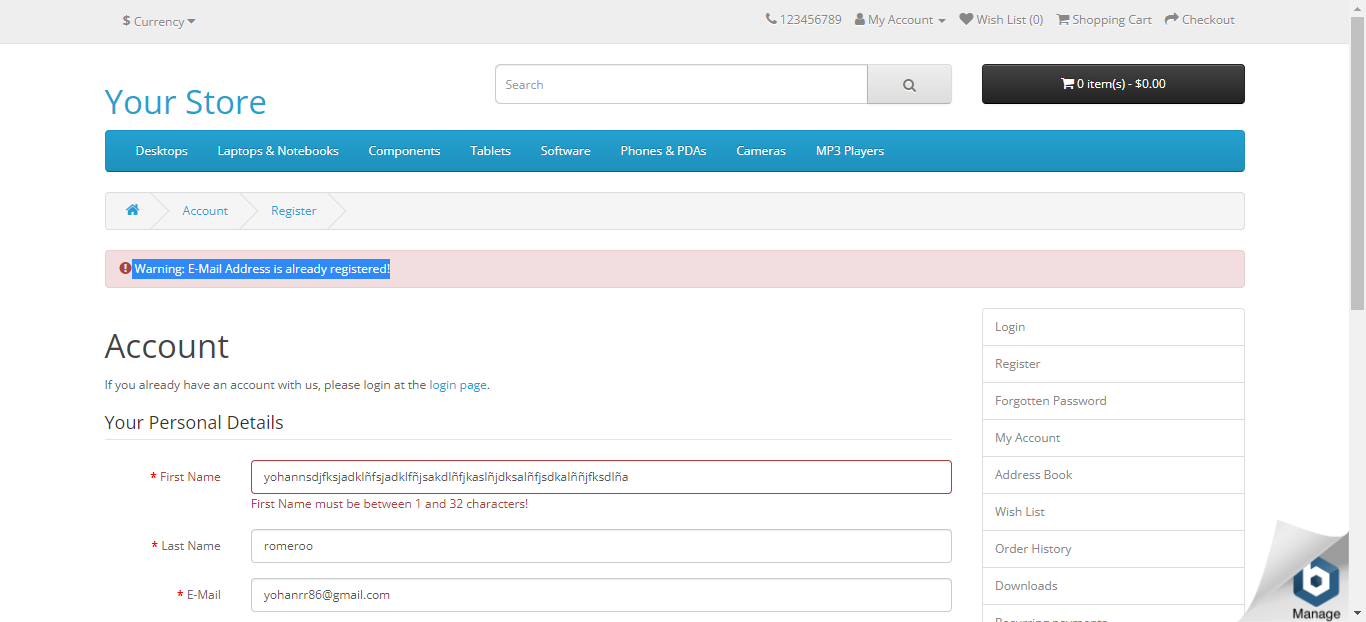 $ Currency
123456789 My Account Wish List (0) Shopping Cart Checkout
Your Store
Search
0 item(s) - $0.00
Desktops Laptops & Notebooks Components Tablets Software Phones & PDAs Cameras MP3 Players
Account Register
Warning: E-Mail Address is already registered!
Account
If you already have an account with us, please login at the login page.
Your Personal Details
* First Name
yohannsdjfksjadklñfsjadklfñjsakdlñfjkaslñjdksalñfjsdkalññjfksdlña
First Name must be between 1 and 32 characters!
* Last Name
romeroo
* E-Mail
yohanrr86@gmail.com
Login
Register
Forgotten Password
My Account
Address Book
Wish List
Order History
Downloads
Recurring payments
Manage